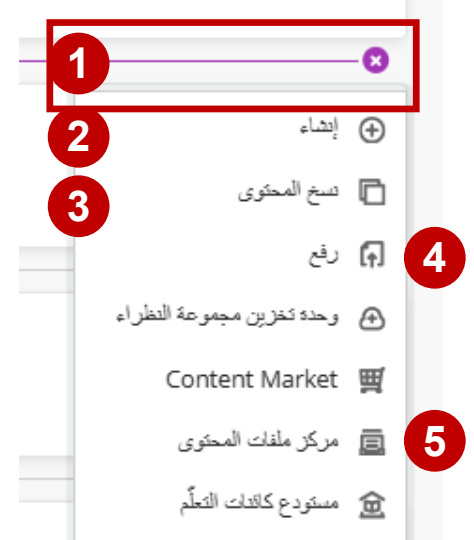 1
2
إنشاء
3
نسخ المحتوى
رفع
4
وحدة تخزين مجموعة النظراء
Content Market
مركز ملفات المحتوى
5
مستودع كائنات التعلّم